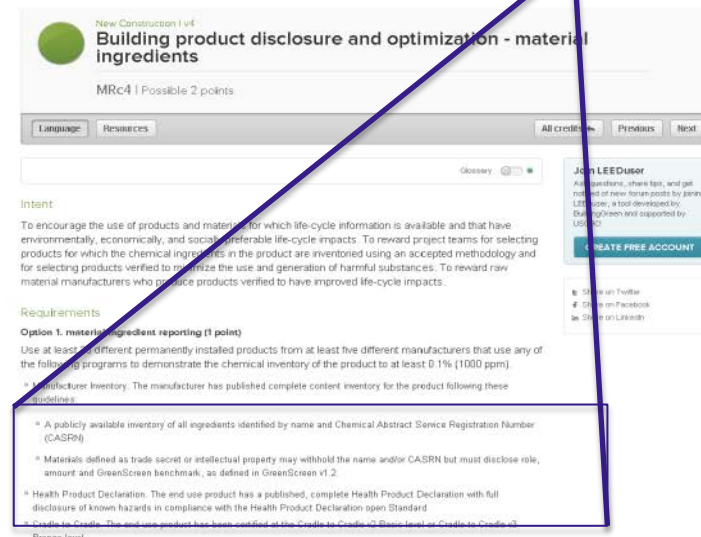 New Construction | v4
Building product disclosure and optimization - material
ingredients
MRc4 | Possible 2 points
Language Resources All credits Previous Next
Glossary
Join LEEDuser
Ask questions, share tips, and get
notified of new forum posts by joining
LEEDuser, a tool developed by
BuildingGreen and supported by
USGBC!
CREATE FREE ACCOUNT
Share on Twitter
Share on Facebook
Share on LinkedIn
Intent
To encourage the use of products and materials for which life-cycle information is available and that have
environmentally, economically, and socially preferable life-cycle impacts. To reward project teams for selecting
products for which the chemical ingredients in the product are inventoried using an accepted methodology and
for selecting products verified to minimize the use and generation of harmful substances. To reward raw
material manufacturers who produce products verified to have improved life-cycle impacts.
Requirements
Option 1. material ingredient reporting (1 point)
Use at least different permanently installed products from at least five different manufacturers that use any of
the following programs to demonstrate the chemical inventory of the product to at least 0.1% (1000 ppm).
Manufacturer Inventory. The manufacturer has published complete content inventory for the product following these
guidelines:
A publicly available inventory of all ingredients identified by name and Chemical Abstract Service Registration Number
(CASRN)
Materials defined as trade secret or intellectual property may withhold the name and/or CASRN but must disclose role,
amount and GreenScreen benchmark, as defined in GreenScreen v1.2
Health Product Declaration. The end use product has a published, complete Health Product Declaration with full
disclosure of known hazards in compliance with the Health Product Declaration open Standard
Cradle to Cradle. The end use product has been certified at the Cradle to Cradle v2 Basic level or Cradle to Cradle v3
Bronze level